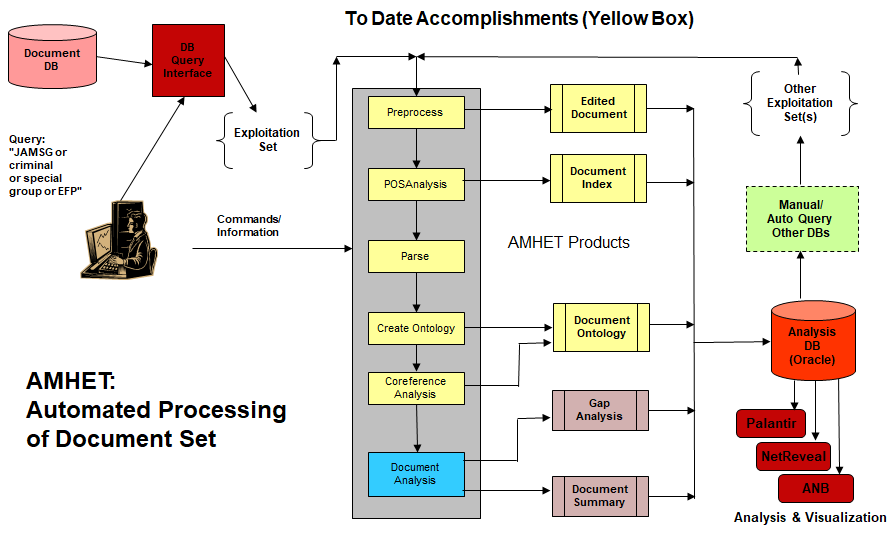 To Date Accomplishments (Yellow Box)
Document
DB
DB
Query
Interface
Exploitation
Set
Query:
"JAMSG or
criminal
or special
group or EFP"
Commands/
Information
Preprocess
POSAnalysis
Parse
Create Ontology
Coreference
Analysis
Document
Analysis
Edited
Document
Document
Index
AMHET Products
Document
Ontology
Gap
Analysis
Document
Summary
Other
Exploitation
Set(s)
Manual/
Auto Query
Other DBs
Analysis
DB
(Oracle)
Palantir
NetReveal
ANB
Analysis & Visualization
AMHET:
Automated Processing
of Document Set